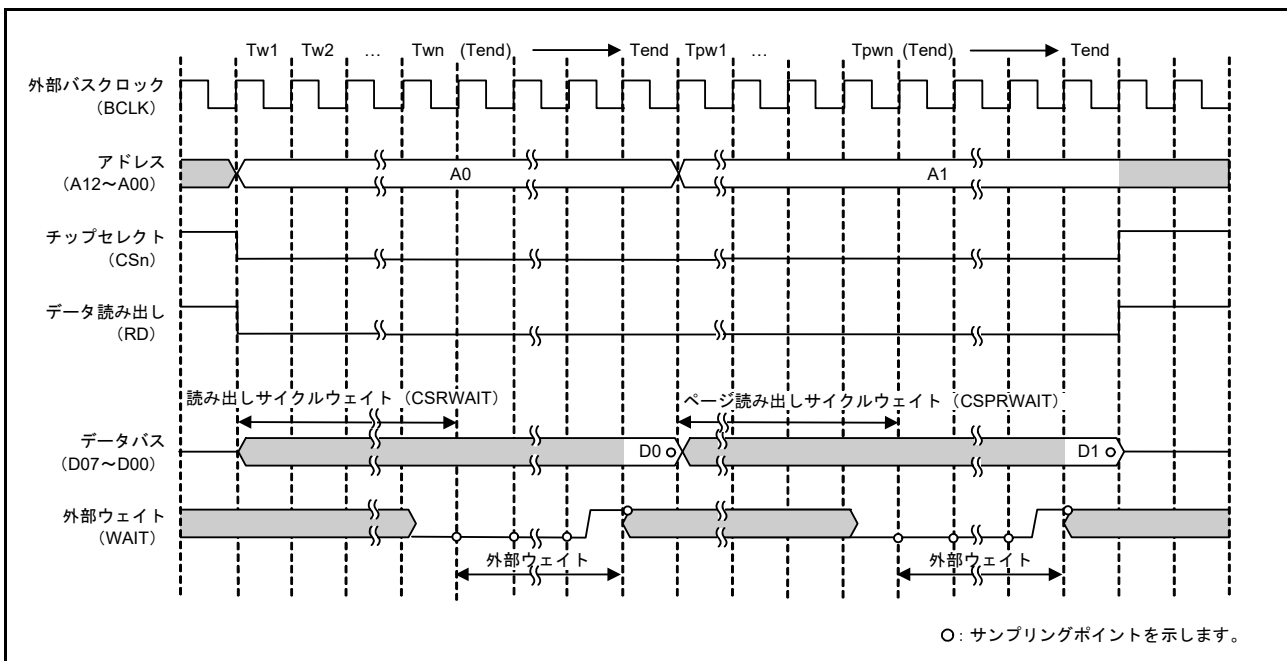 Tw1 Tw2 … Twn (Tend) Tend Tpw1 … Tpwn (Tend) Tend
外部バスクロック
(BCLK)
アドレス
(A12~A00)
A0 A1
チップセレクト
(CSn)
データ読み出し
(RD)
読み出しサイクルウェイト (CSRWAIT) ページ読み出しサイクルウェイト (CSPRWAIT)
データバス
(D07~D00)
D0 D1
外部ウェイト
(WAIT)
外部ウェイト 外部ウェイト
: サンプリングポイントを示します。